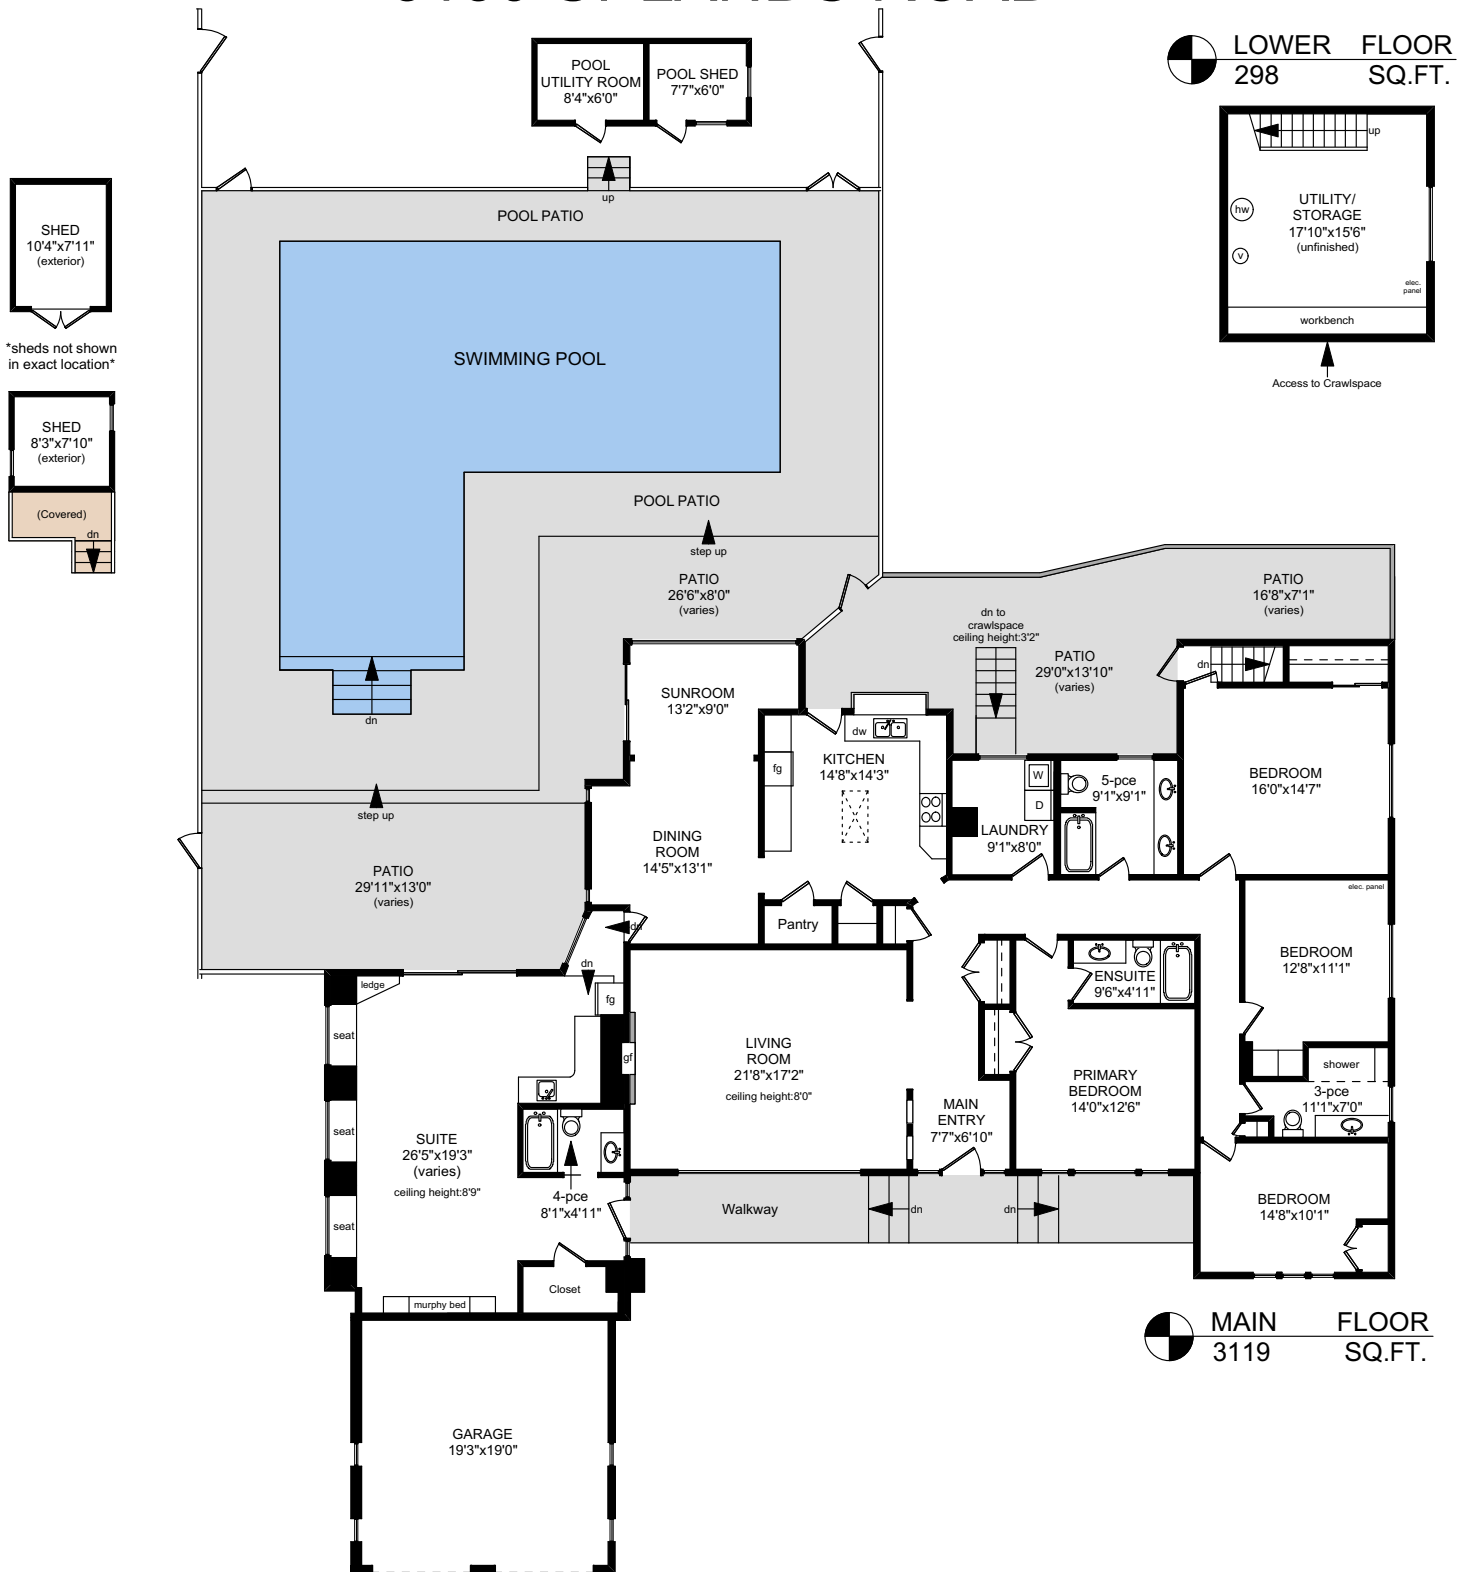 LOWER FLOOR
298 SQ.FT.
POOL
UTILITY ROOM
8'4"x6'0"
POOL SHED
7'7"x6'0"
up
up
POOL PATIO
SHED
10'4"x7'11"
(exterior)
*sheds not shown
in exact location*
SHED
8'3"x7'10"
(exterior)
(Covered)
dn
hw
v
UTILITY/
STORAGE
17'10"x15'6"
(unfinished)
elec.
panel
workbench
Access to Crawlspace
SWIMMING POOL
dn
POOL PATIO
step up
PATIO
26'6"x8'0"
(varies)
step up
PATIO
29'11"x13'0"
(varies)
dn to
crawlspace
ceiling height:3'2"
PATIO
29'0"x13'10"
(varies)
PATIO
16'8"x7'1"
(varies)
dn
SUNROOM
13'2"x9'0"
dw
fg
KITCHEN
14'8"x14'3"
DINING
ROOM
14'5"x13'1"
Pantry
W
D
LAUNDRY
9'1"x8'0"
5-pce
9'1"x9'1"
BEDROOM
16'0"x14'7"
elec. panel
BEDROOM
12'8"x11'1"
dn
dn
ledge
fg
seat
seat
seat
gf
LIVING
ROOM
21'8"x17'2"
ceiling height:8'0"
ENSUITE
9'6"x4'11"
PRIMARY
BEDROOM
14'0"x12'6"
MAIN
ENTRY
7'7"x6'10"
shower
3-pce
11'1"x7'0"
BEDROOM
14'8"x10'1"
SUITE
26'5"x19'3"
(varies)
ceiling height:8'9"
4-pce
8'1"x4'11"
Walkway
dn
dn
Closet
murphy bed
MAIN FLOOR
3119 SQ.FT.
GARAGE
19'3"x19'0"